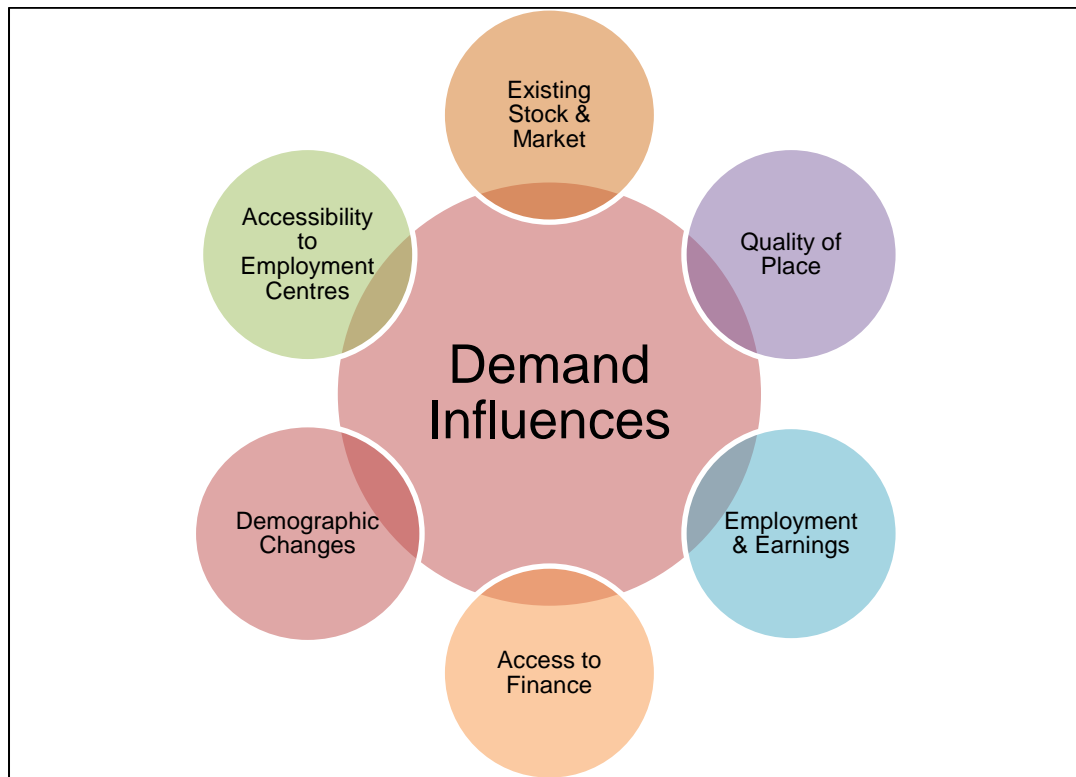 Existing
Stock &
Market
Quality of
Place
Employment
& Earnings
Access to
Finance
Demographic
Changes
Accessibility
to
Employment
Centres
Demand
Influences